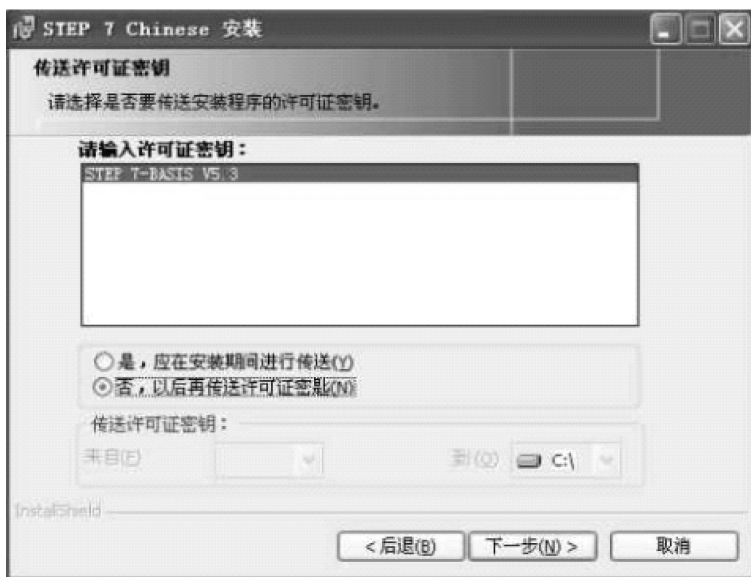 STEP 7 Chinese 安装
传送许可证密钥
请选择是否要传送安装程序的许可证密钥。
请输入许可证密钥：
STEP 7-BASIS V5.3
是，应在安装期间进行传送(Y)
否，以后再传送许可证密匙(N)
传送许可证密钥：
来自(F) 到(O) C:\
InstallShield
<后退(B) 下一步(N)> 取消